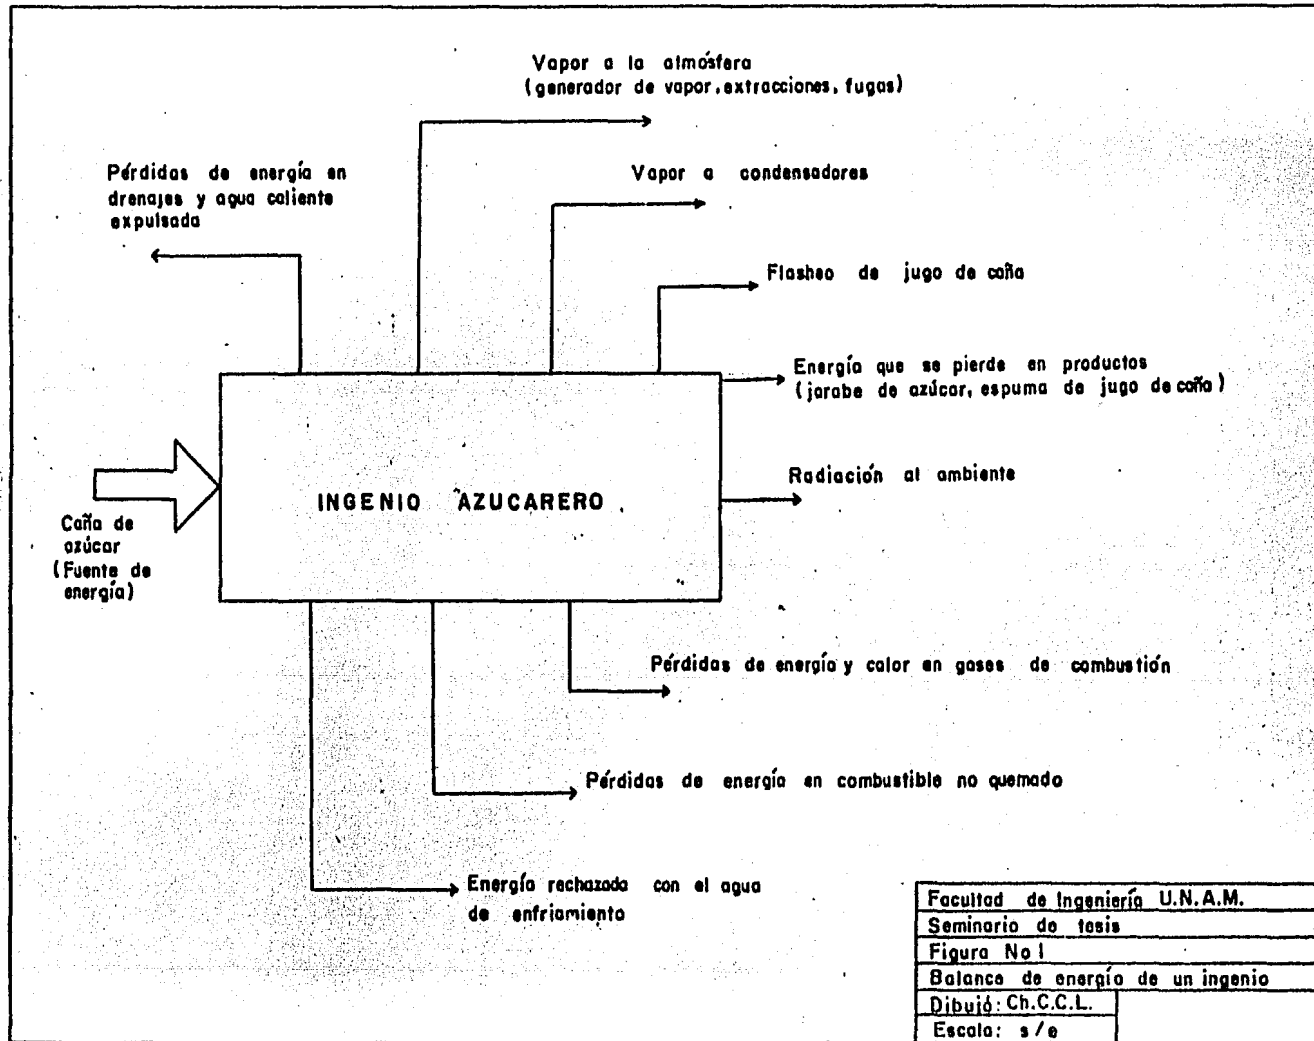 Vapor a la atmósfera
(generador de vapor, extracciones, fugas)
Pérdidas de energía en
drenajes y agua caliente
expulsada
Vapor a condensadores
Flasheo de jugo de caña
Energía que se pierde en productos
(jarabe de azúcar, espuma de jugo de caña)
Radiación al ambiente
INGENIO AZUCARERO
Caña de
azúcar
(Fuente de
energía)
Pérdidas de energía y calor en gases de combustión
Pérdidas de energía en combustible no quemado
Energía rechazada con el agua
de enfriamiento
Facultad de Ingeniería U.N.A.M.
Seminario de tesis
Figura No 1
Balance de energía de un ingenio
Dibujó: Ch.C.C.L.
Escala: s/e